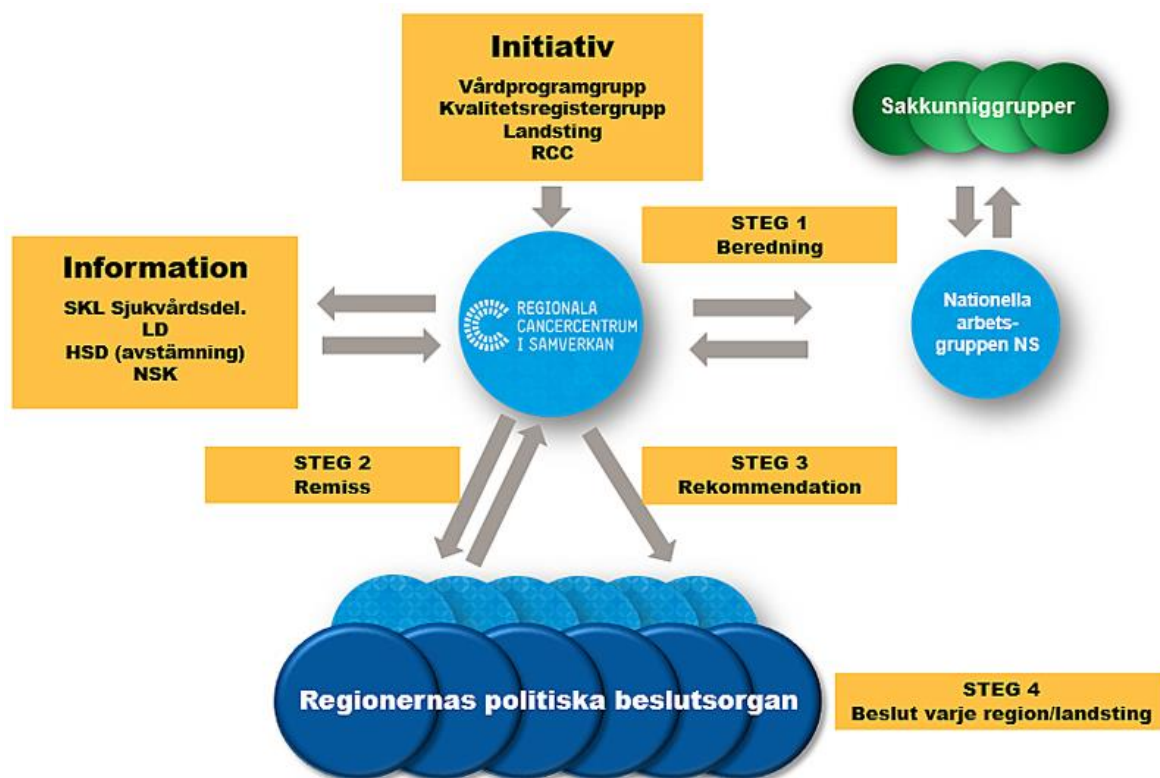 Initiativ
Vårdprogramgrupp
Kvalitetsregistergrupp
Landsting
RCC
Sakkunniggrupper
STEG 1
Beredning
Information
SKL Sjukvårdsdel.
LD
HSD (avstämning)
NSK
REGIONALA
CANCERCENTRUM
I SAMVERKAN
Nationella
arbets-
gruppen NS
STEG 2
Remiss
STEG 3
Rekommendation
Regionernas politiska beslutsorgan
STEG 4
Beslut varje region/landsting